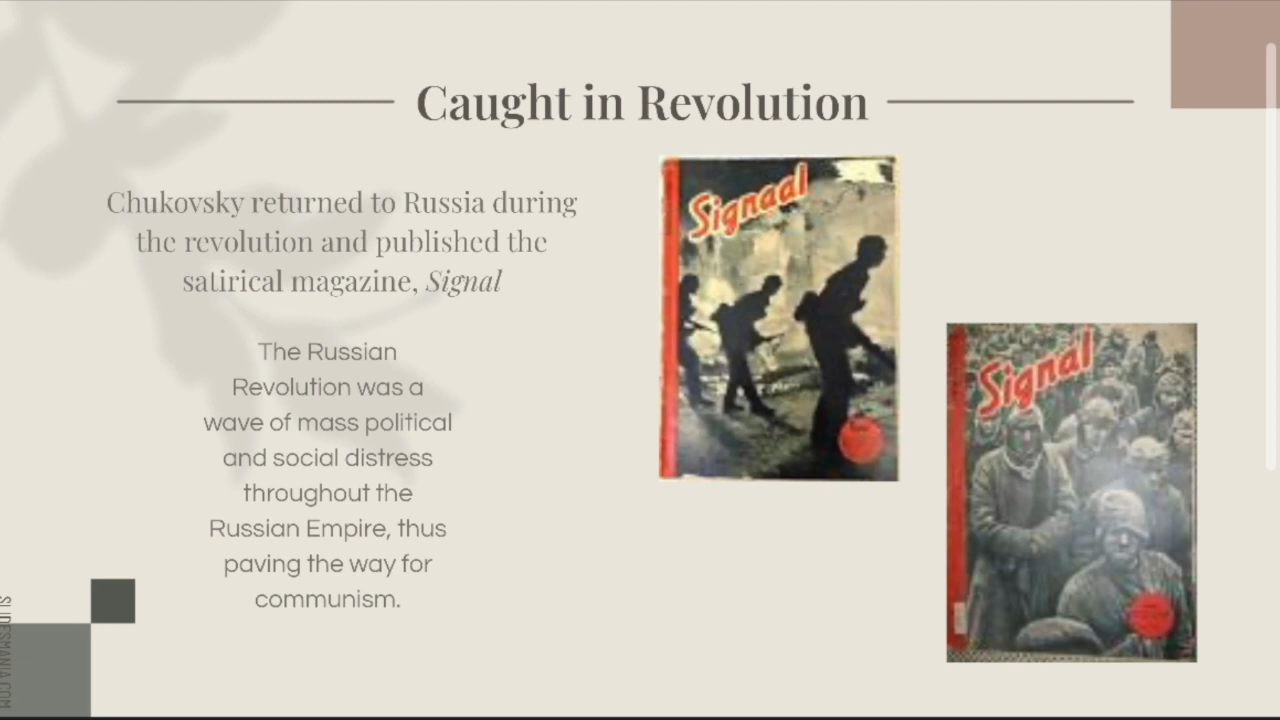 Caught in Revolution
Chukovsky returned to Russia during
the revolution and published the
satirical magazine, Signal
The Russian
Revolution was a
wave of mass political
and social distress
throughout the
Russian Empire, thus
paving the way for
communism.
Signaal
Signal
SLIDESMANIA.COM